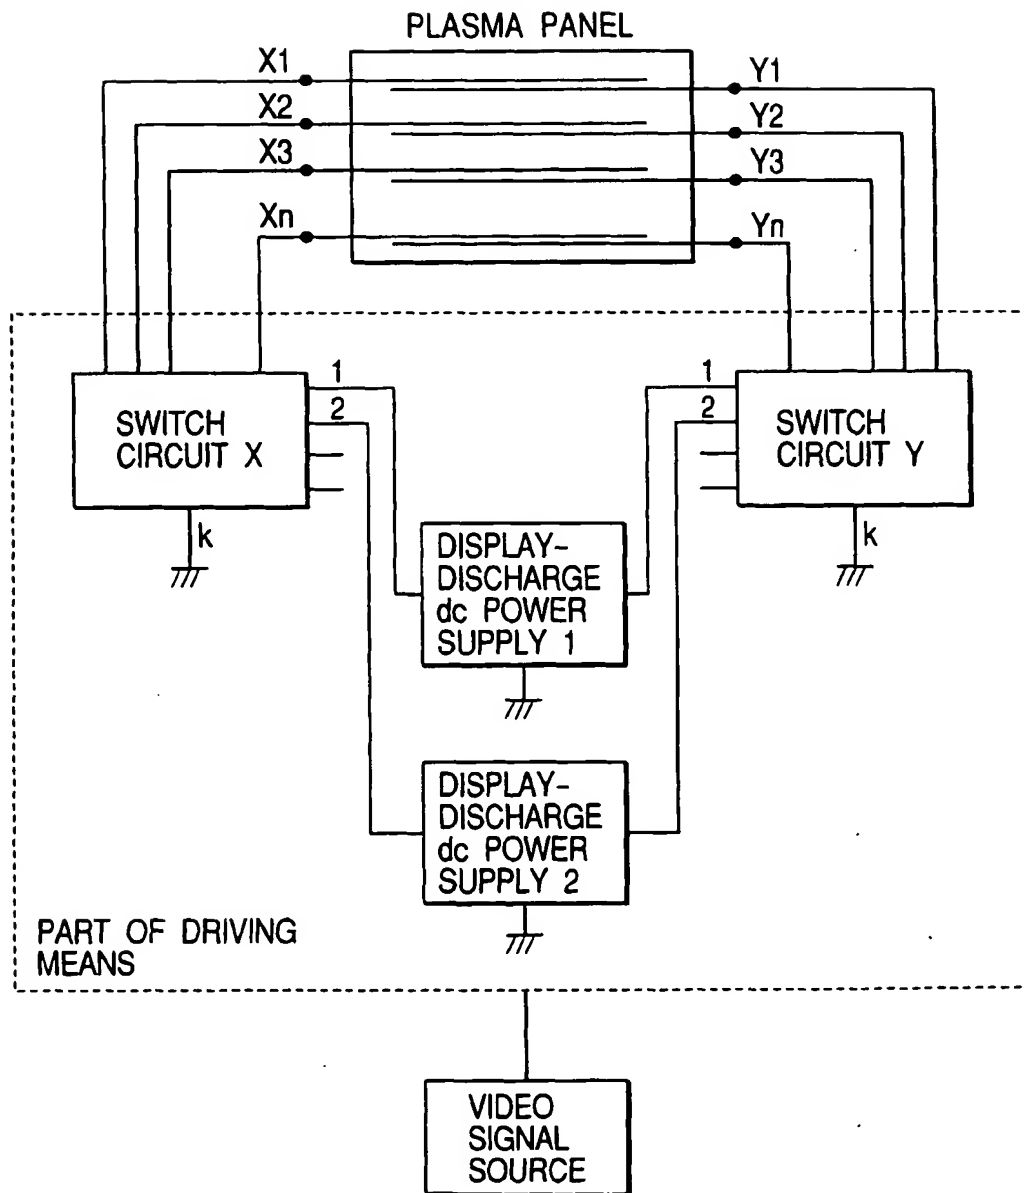 PLASMA PANEL
X1
Y1
X2
Y2
X3
Y3
Xn
Yn
1
2
1
2
SWITCH
CIRCUIT X
SWITCH
CIRCUIT Y
k
k
DISPLAY-
DISCHARGE
dc POWER
SUPPLY 1
DISPLAY-
DISCHARGE
dc POWER
SUPPLY 2
PART OF DRIVING
MEANS
VIDEO
SIGNAL
SOURCE